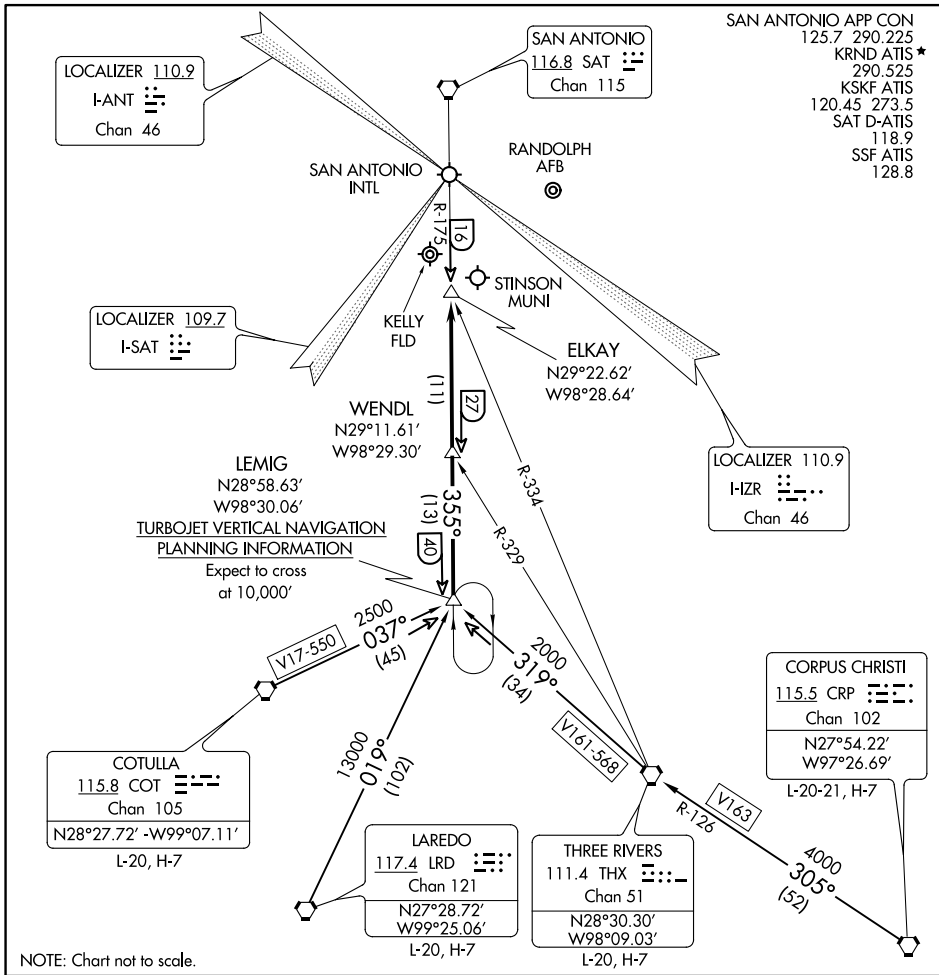 SAN ANTONIO APP CON
125.7 290.225
KRND ATIS ★
290.525
KSKF ATIS
120.45 273.5
SAT D-ATIS
118.9
SSF ATIS
128.8
SAN ANTONIO
116.8 SAT
Chan 115
LOCALIZER 110.9
I-ANT
Chan 46
RANDOLPH
AFB
SAN ANTONIO
INTL
R-175
16
STINSON
MUNI
KELLY
FLD
LOCALIZER 109.7
I-SAT
ELKAY
N29°22.62′
W98°28.64′
(11)
27
WENDL
N29°11.61′
W98°29.30′
LOCALIZER 110.9
I-IZR
Chan 46
R-334
R-329
LEMIG
N28°58.63′
W98°30.06′
TURBOJET VERTICAL NAVIGATION
PLANNING INFORMATION
Expect to cross
at 10,000′
355°
(13)
40
2500
V17-550
037°
(45)
2000
319°
(34)
V161-568
13000
019°
(102)
COTULLA
115.8 COT
Chan 105
N28°27.72′ -W99°07.11′
L-20, H-7
LAREDO
117.4 LRD
Chan 121
N27°28.72′
W99°25.06′
L-20, H-7
THREE RIVERS
111.4 THX
Chan 51
N28°30.30′
W98°09.03′
L-20, H-7
CORPUS CHRISTI
115.5 CRP
Chan 102
N27°54.22′
W97°26.69′
L-20-21, H-7
V163
R-126
4000
305°
(52)
NOTE: Chart not to scale.